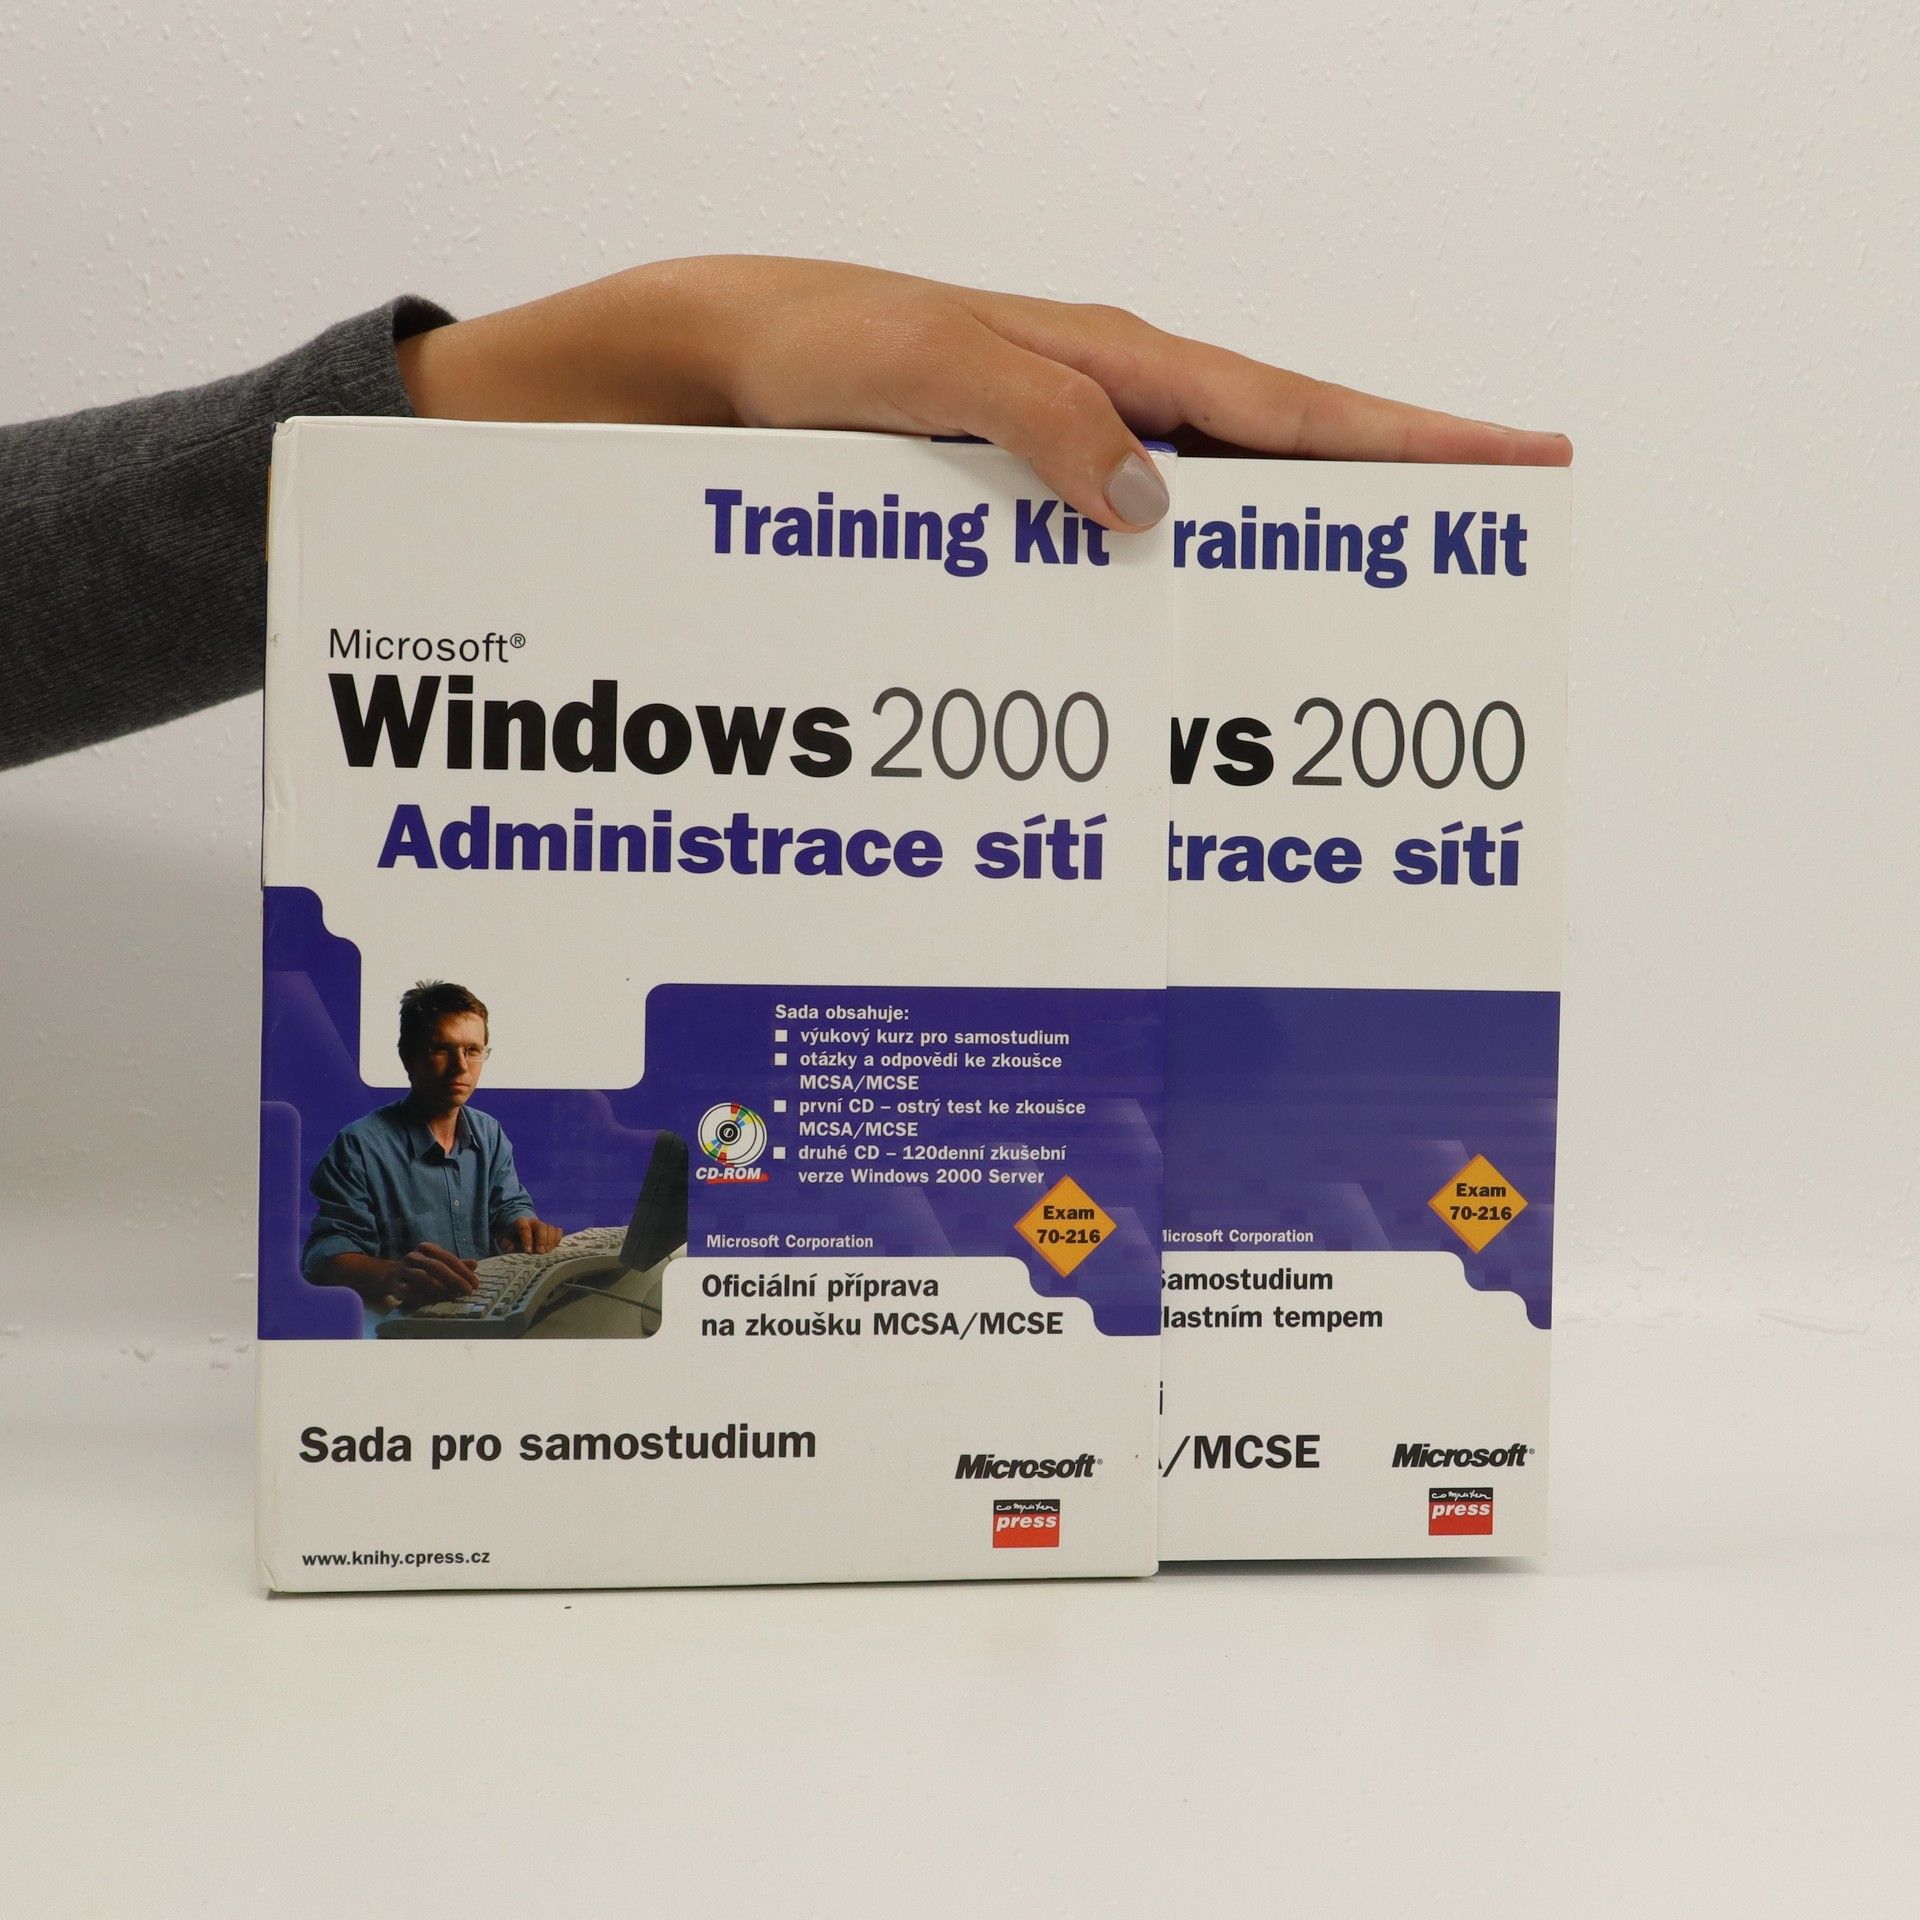 Training Kit
Microsoft®
Windows 2000
Administrace sítí
Sada obsahuje:
výukový kurz pro samostudium
otázky a odpovědi ke zkoušce
MCSA/MCSE
první CD – ostrý test ke zkoušce
MCSA/MCSE
druhé CD – 120denní zkušební
verze Windows 2000 Server
CD-ROM
Exam
70-216
Microsoft Corporation
Oficiální příprava
na zkoušku MCSA/MCSE
Sada pro samostudium
Microsoft®
computer
press
www.knihy.cpress.cz
raining Kit
ws 2000
trace sítí
Exam
70-216
Microsoft Corporation
Samostudium
vlastním tempem
i
/MCSE
Microsoft®
computer
press